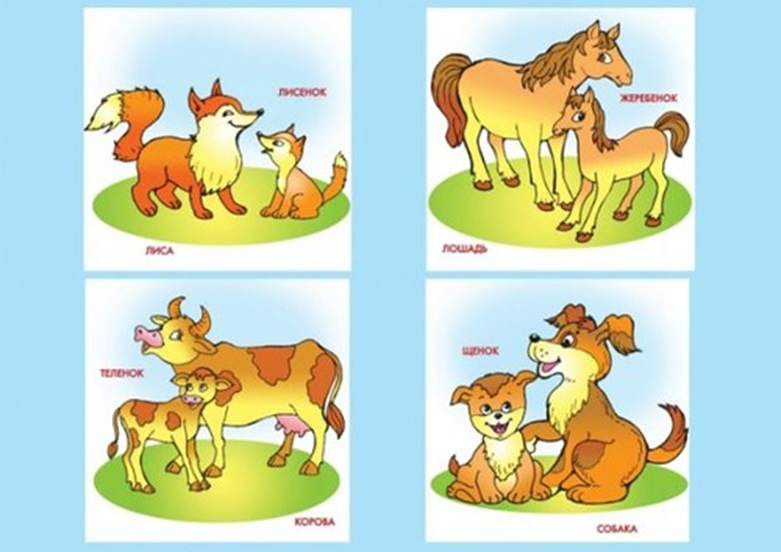 ЛИСЕНОК
ЛИСА
ЖЕРЕБЕНОК
ЛОШАДЬ
ТЕЛЕНОК
КОРОВА
ЩЕНОК
СОБАКА